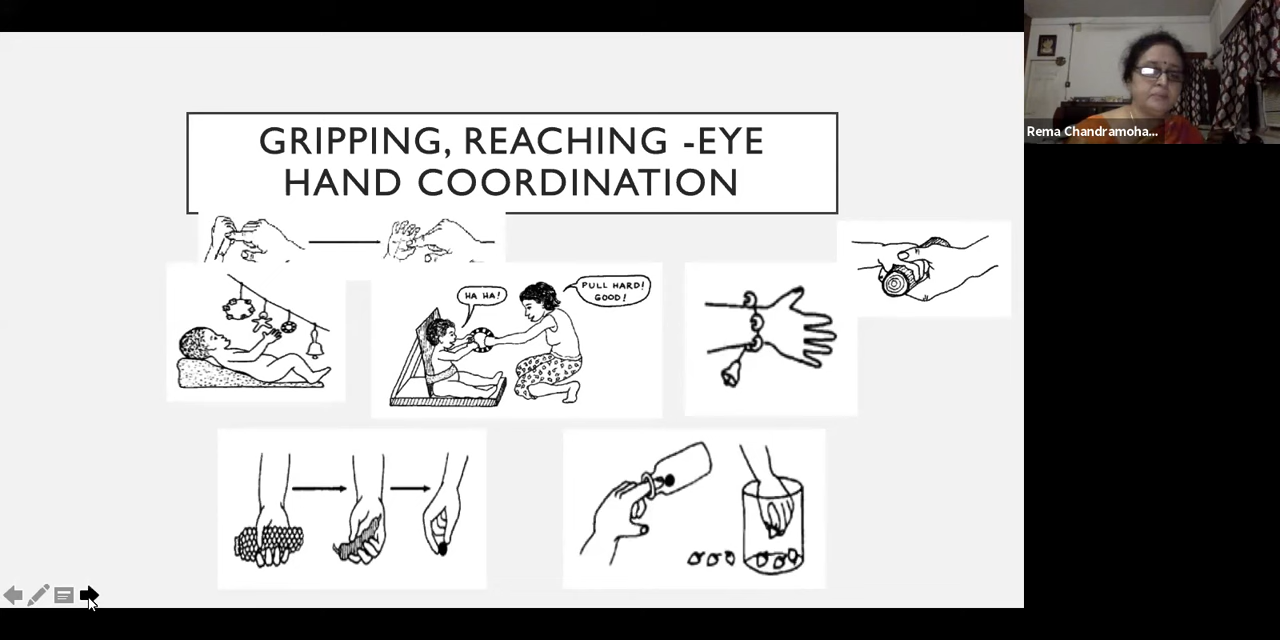 GRIPPING, REACHING -EYE
HAND COORDINATION
HA HA!
PULL HARD!
GOOD!
Rema Chandramoha...